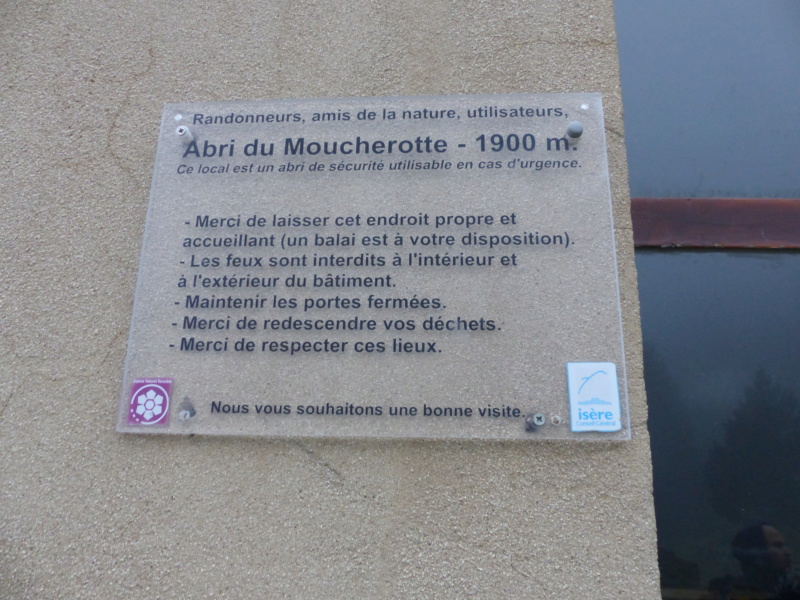 Randonneurs, amis de la nature, utilisateurs,
Abri du Moucherotte - 1900 m.
Ce local est un abri de sécurité utilisable en cas d'urgence.
- Merci de laisser cet endroit propre et
accueillant (un balai est à votre disposition).
- Les feux sont interdits à l'intérieur et
à l'extérieur du bâtiment.
- Maintenir les portes fermées.
- Merci de redescendre vos déchets.
- Merci de respecter ces lieux.
Nous vous souhaitons une bonne visite.
isère
Conseil Général